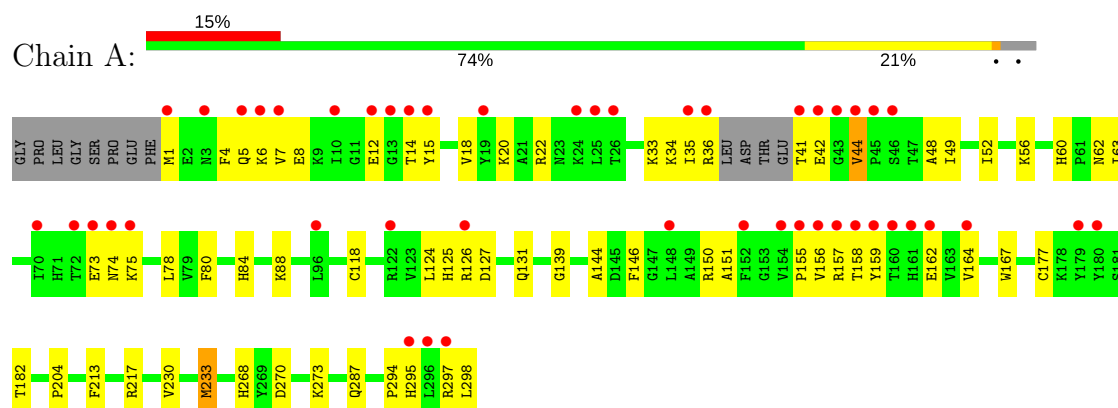 15%
Chain A:
74% 21% • •
GLY PRO LEU GLY SER PRO GLU PHE M1 E2 N3 F4 Q5 K6 V7 E8 K9 I10 G11 E12 G13 T14 Y15 V18 Y19 K20 A21 R22 N23 K24 L25 T26 K33 K34 I35 R36 LEU ASP THR GLU T41 E42 G43 V44 P45 S46 T47 A48 I49 I52 K56 H60 P61 N62 I63
I70 H71 T72 E73 N74 K75 L78 V79 F80 H84 K88 L96 C118 R122 V123 L124 H125 R126 D127 Q131 G139 A144 D145 F146 G147 L148 A149 R150 A151 F152 G153 V154 P155 V156 R157 T158 Y159 T160 H161 E162 V163 V164 W167 C177 K178 Y179 Y180 S181
T182 P204 F213 R217 V230 M233 H268 Y269 D270 K273 Q287 P294 H295 L296 R297 L298